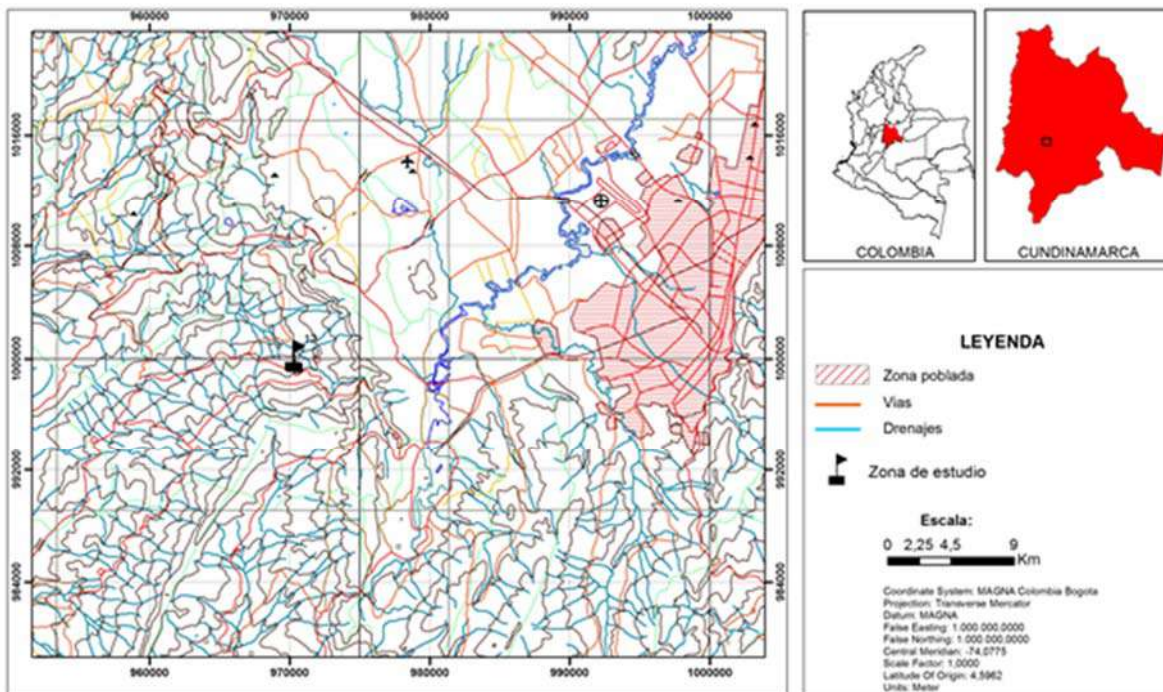 960000 970000 980000 990000 1000000
1016000 1016000
1008000 1008000
1000000 1000000
992000 992000
984000 984000
960000 970000 980000 990000 1000000
COLOMBIA
CUNDINAMARCA
LEYENDA
Zona poblada
Vias
Drenajes
Zona de estudio
Escala:
0 2,25 4,5 9
Km
Coordinate System: MAGNA Colombia Bogota
Projection: Transverse Mercator
Datum: MAGNA
False Easting: 1.000.000,0000
False Northing: 1.000.000,0000
Central Meridian: -74,0775
Scale Factor: 1,0000
Latitude Of Origin: 4,5962
Units: Meter